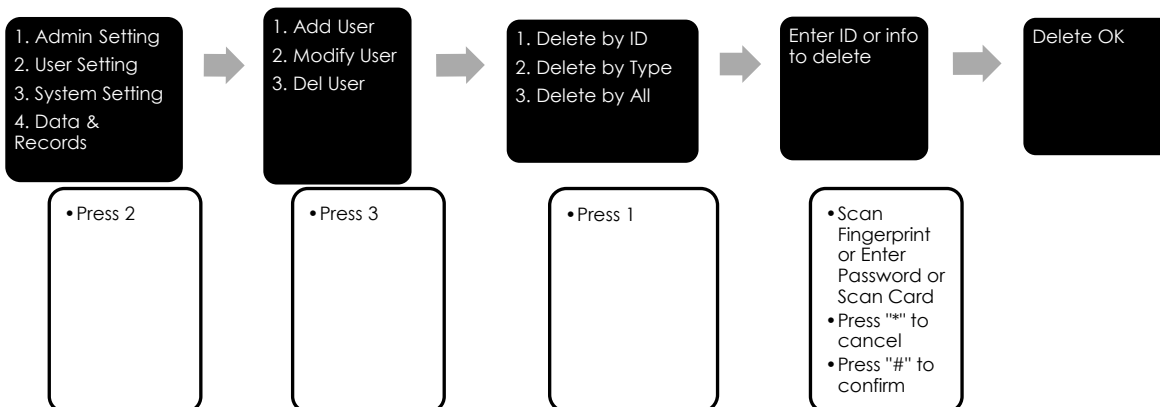 1. Admin Setting
2. User Setting
3. System Setting
4. Data &
Records
1. Add User
2. Modify User
3. Del User
1. Delete by ID
2. Delete by Type
3. Delete by All
Enter ID or info
to delete
Delete OK
•Press 2
•Press 3
•Press 1
•Scan
Fingerprint
or Enter
Password or
Scan Card
•Press "*" to
cancel
•Press "#" to
confirm